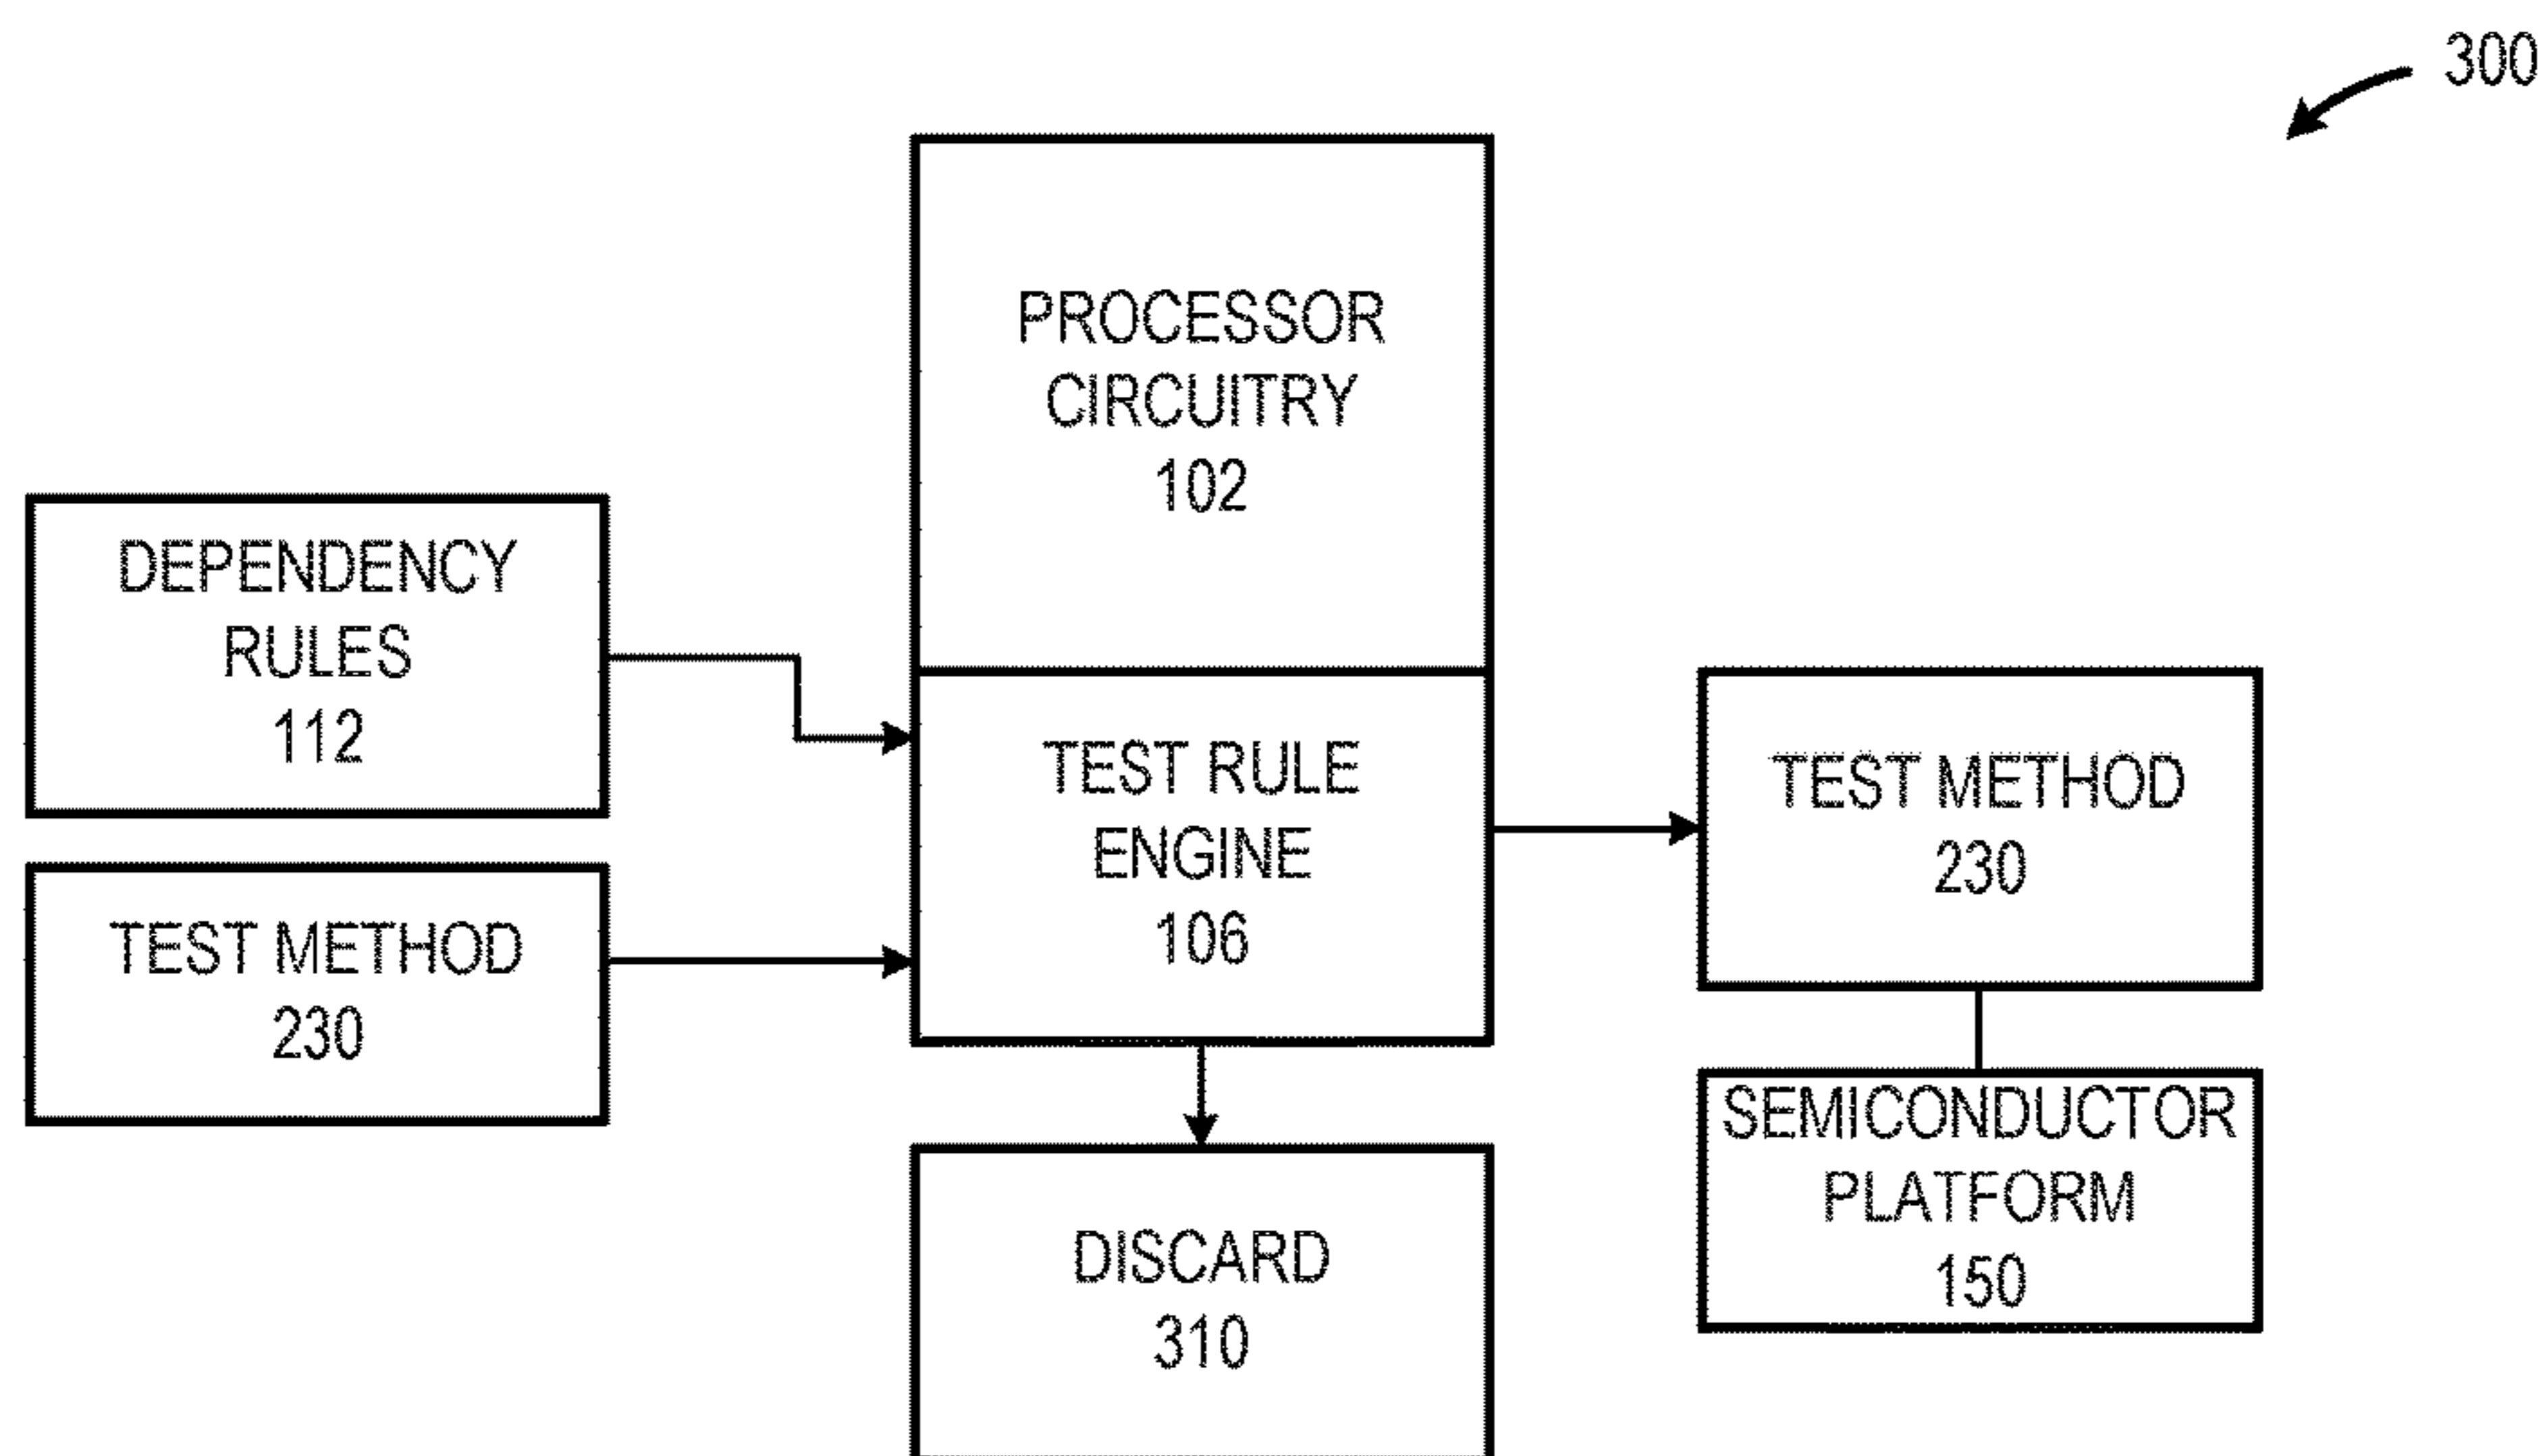 300
PROCESSOR
CIRCUITRY
102
DEPENDENCY
RULES
112
TEST METHOD
230
TEST RULE
ENGINE
106
TEST METHOD
230
SEMICONDUCTOR
PLATFORM
150
DISCARD
310